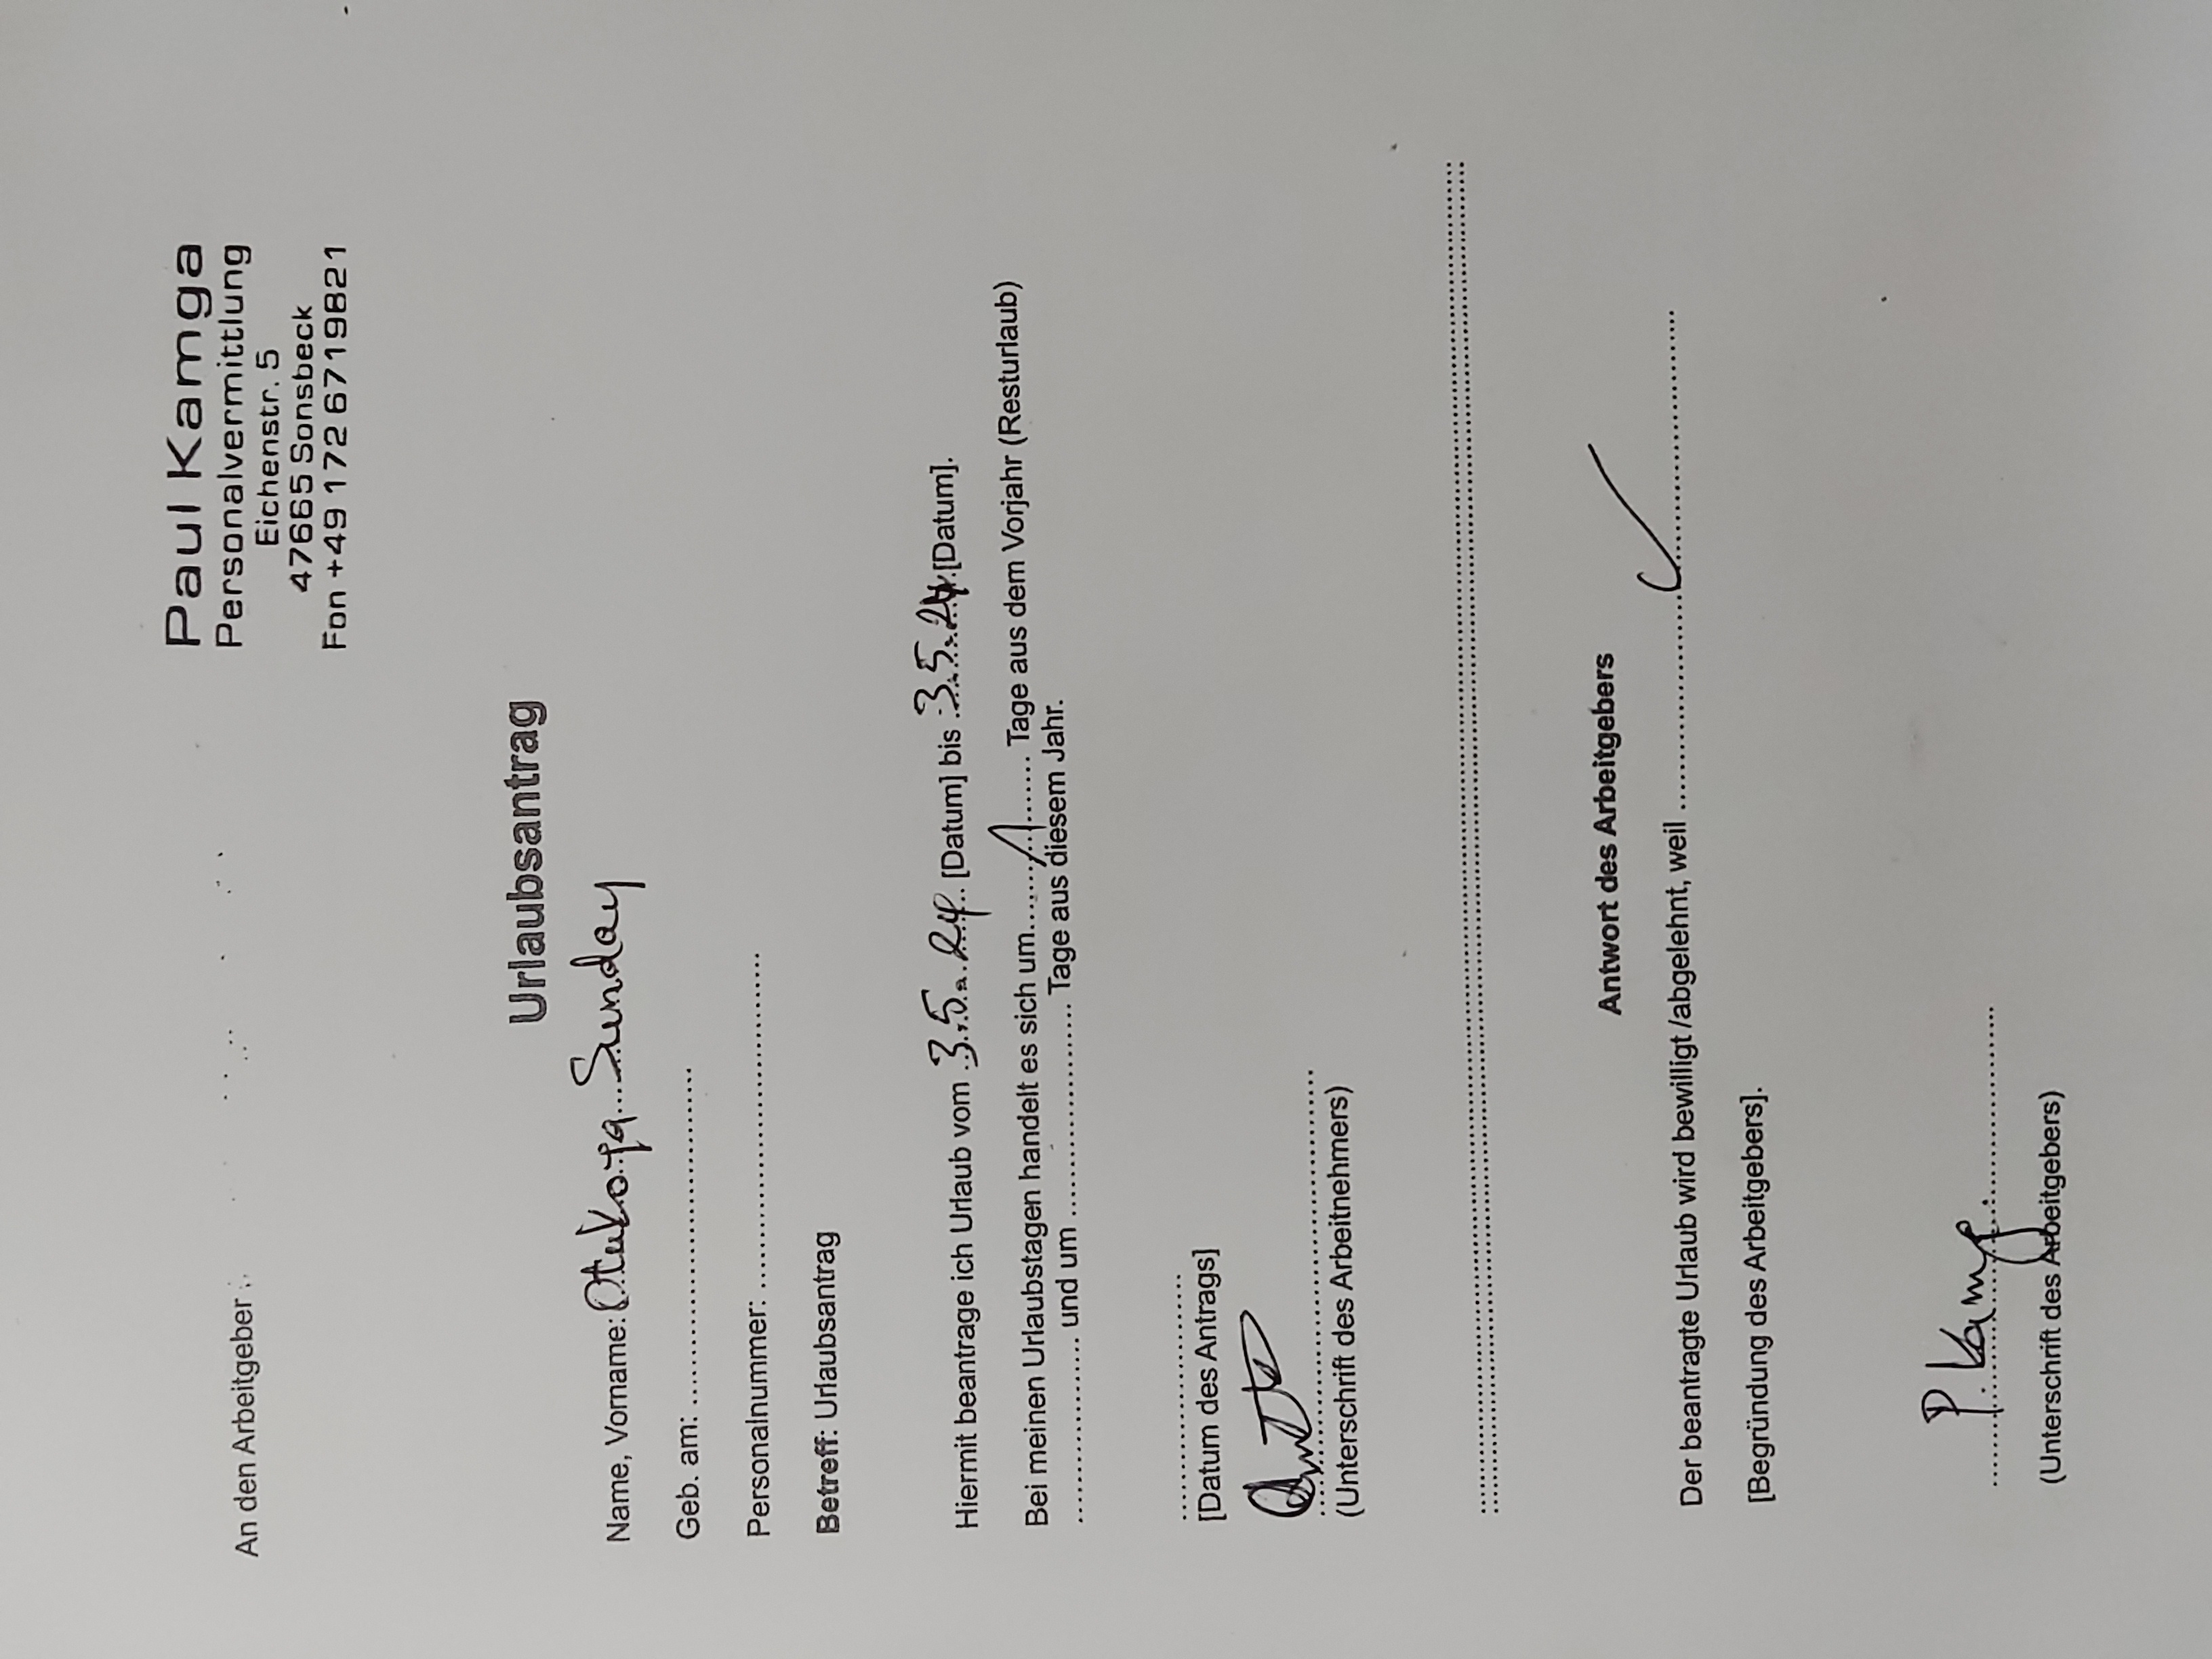 Paul Kamga
Personalvermittlung
Eichenstr. 5
47665 Sonsbeck
Fon +49 172 6719821
An den Arbeitgeber
Urlaubsantrag
Name, Vorname: Otukoya Sunday
Geb. am: ..................................
Personalnummer: ..................................
Betreff: Urlaubsantrag
Hiermit beantrage ich Urlaub vom 3.5.24 [Datum] bis 3.5.24 [Datum].
Bei meinen Urlaubstagen handelt es sich um.......1....... Tage aus dem Vorjahr (Resturlaub)
................... und um ...................... Tage aus diesem Jahr.
.........................
[Datum des Antrags]
(Unterschrift des Arbeitnehmers)
Antwort des Arbeitgebers
Der beantragte Urlaub wird bewilligt /abgelehnt, weil ......................✓.........................
[Begründung des Arbeitgebers].
P. Kamg.
(Unterschrift des Arbeitgebers)